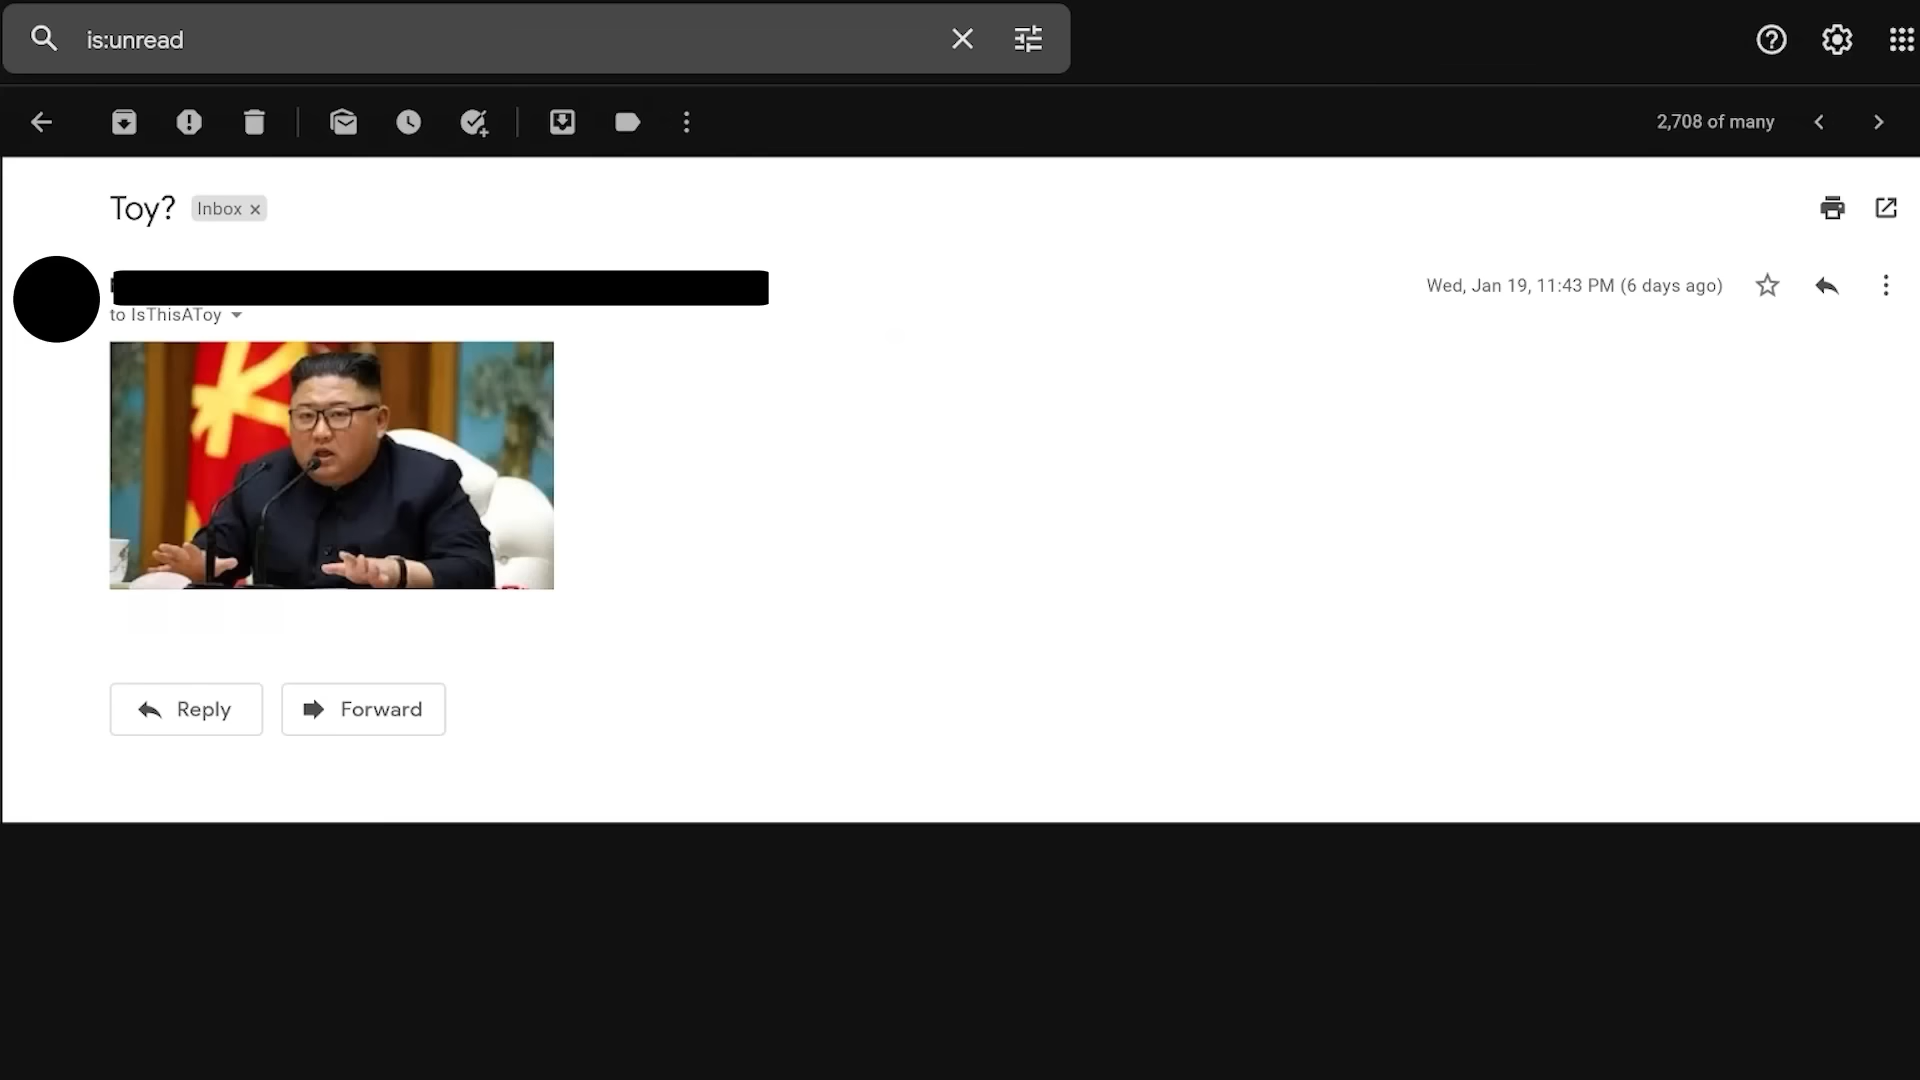 is:unread
2,708 of many
Toy? Inbox x
Wed, Jan 19, 11:43 PM (6 days ago)
to IsThisAToy
Reply Forward